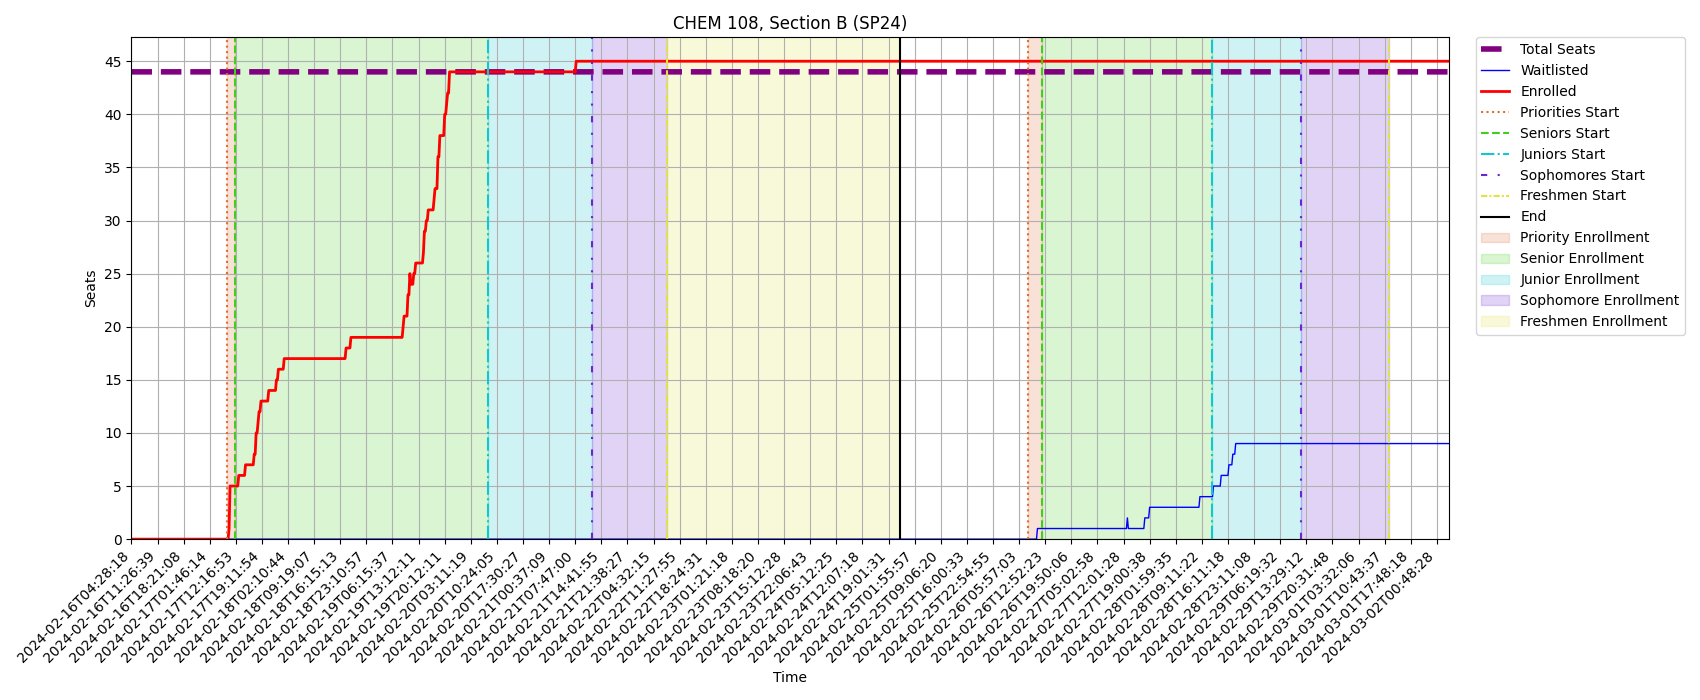 CHEM 108, Section B (SP24)
Seats
45
40
35
30
25
20
15
10
5
0
2024-02-16T04:28:18
2024-02-16T11:26:39
2024-02-16T18:21:08
2024-02-17T01:46:14
2024-02-17T12:16:53
2024-02-17T19:11:54
2024-02-18T02:10:44
2024-02-18T09:19:07
2024-02-18T16:15:13
2024-02-18T23:10:57
2024-02-19T06:15:37
2024-02-19T13:12:11
2024-02-19T20:12:11
2024-02-20T03:11:19
2024-02-20T10:24:05
2024-02-20T17:30:27
2024-02-21T00:37:09
2024-02-21T07:47:00
2024-02-21T14:41:55
2024-02-21T21:38:27
2024-02-22T04:32:15
2024-02-22T11:27:55
2024-02-22T18:24:31
2024-02-23T01:21:18
2024-02-23T08:18:20
2024-02-23T15:12:28
2024-02-23T22:06:43
2024-02-24T05:12:25
2024-02-24T12:07:18
2024-02-24T19:01:31
2024-02-25T01:55:57
2024-02-25T09:06:20
2024-02-25T16:00:33
2024-02-25T22:54:55
2024-02-26T05:57:03
2024-02-26T12:52:23
2024-02-26T19:50:06
2024-02-27T05:02:58
2024-02-27T12:01:28
2024-02-27T19:00:38
2024-02-28T01:59:35
2024-02-28T09:11:22
2024-02-28T16:11:18
2024-02-28T23:11:08
2024-02-29T06:19:32
2024-02-29T13:29:12
2024-02-29T20:31:48
2024-03-01T03:32:06
2024-03-01T10:43:37
2024-03-01T17:48:18
2024-03-02T00:48:28
Time
Total Seats
Waitlisted
Enrolled
Priorities Start
Seniors Start
Juniors Start
Sophomores Start
Freshmen Start
End
Priority Enrollment
Senior Enrollment
Junior Enrollment
Sophomore Enrollment
Freshmen Enrollment